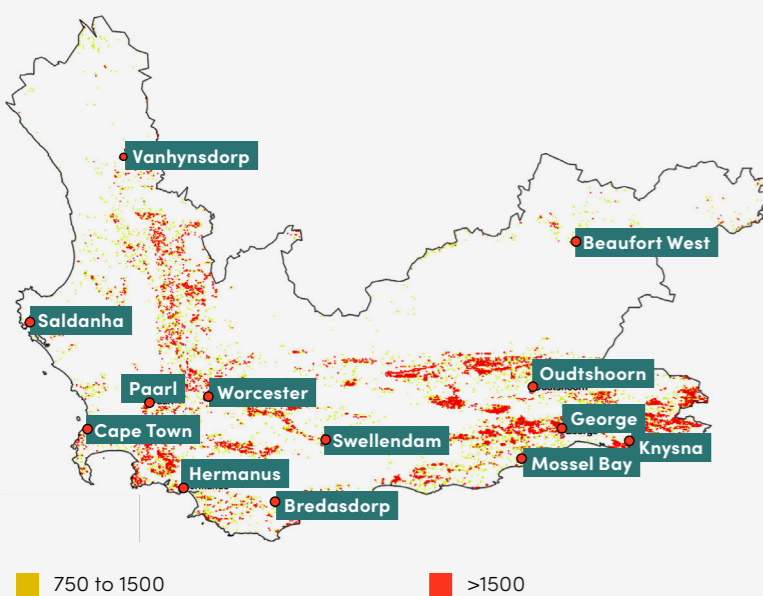 Vanhynsdorp
Beaufort West
Saldanha
Oudtshoorn
Paarl
Worcester
George
Cape Town
Swellendam
Knysna
Mossel Bay
Hermanus
Bredasdorp
750 to 1500
>1500